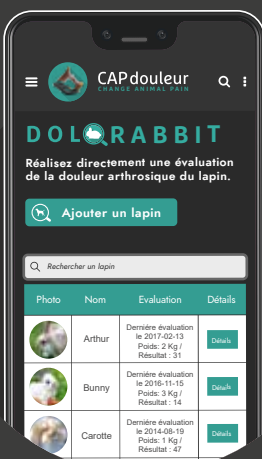 CAPdouleur
CHANGE ANIMAL PAIN
DOLORABBIT
Réalisez directement une évaluation
de la douleur arthrosique du lapin.
Ajouter un lapin
Rechercher un lapin
Photo Nom Evaluation Détails
Arthur
Dernière évaluation
le 2017-02-13
Poids: 2 Kg /
Résultat : 31
Détails
Bunny
Dernière évaluation
le 2016-11-15
Poids: 3 Kg /
Résultat : 14
Détails
Carotte
Dernière évaluation
le 2014-08-19
Poids: 1 Kg /
Résultat : 47
Détails